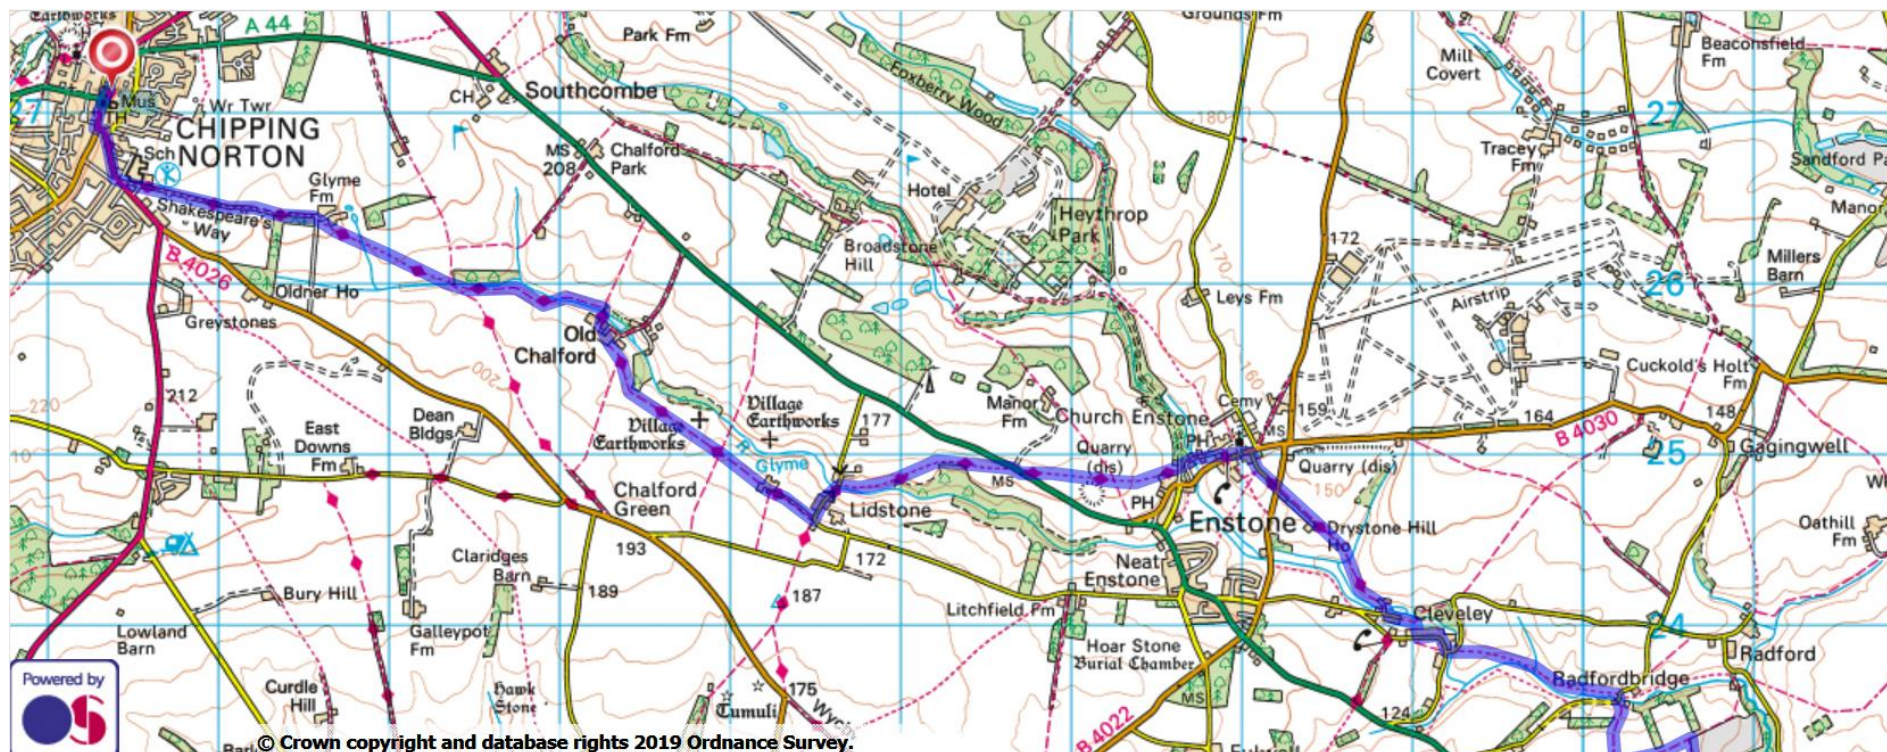 Earthworks
A 44
Park Fm
Grounds Fm
Foxberry Wood
Mill
Covert
Beaconsfield
Fm
Mus
TH
Wr Twr
CH
Southcombe
180
27
27
CHIPPING
NORTON
Sch
MS
208
Chalford
Park
Tracey
Fm
Sandford Pa
Glyme
Fm
Hotel
Heythrop
Park
Manor
Shakespeare's
Way
Broadstone
Hill
170
172
Millers
Barn
B 4026
Oldner Ho
Leys Fm
Airstrip
26
Greystones
Old
Chalford
200
160
Cuckold's Holt
Fm
212
220
Dean
Bldgs
Village
Earthworks
Village
Earthworks
177
Manor
Fm
Church Enstone
Cemy
159
MS
164
B 4030
148
East
Downs
Fm
10
R
Glyme
Quarry
(dis)
PH
Quarry (dis)
150
25
Gagingwell
MS
Chalford
Green
Lidstone
PH
Enstone
Drystone Hill
Ho
Oathill
Fm
193
172
Claridges
Barn
189
187
Neat
Enstone
Bury Hill
Litchfield Fm
Cleveley
24
Lowland
Barn
Galleypot
Fm
Hoar Stone
Burial Chamber
Radford
Radfordbridge
Powered by
OS
Curdle
Hill
Hawk
Stone
Tumuli
175
Wych
MS
124
B 4022
Fulwell
© Crown copyright and database rights 2019 Ordnance Survey.